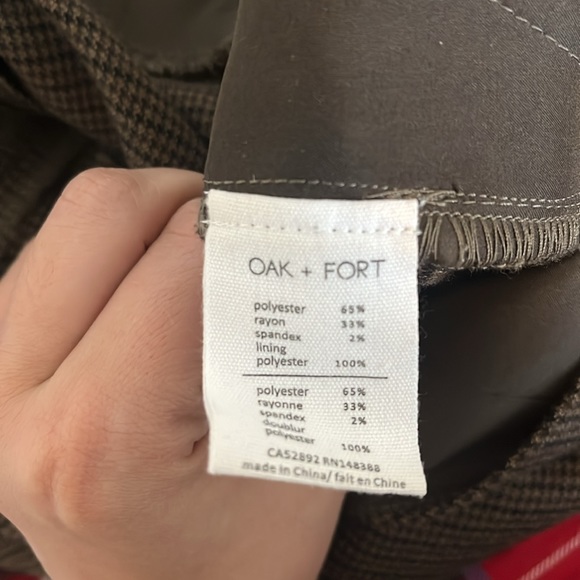 OAK + FORT
polyester 65%
rayon 33%
spandex 2%
lining
polyester 100%
polyester 65%
rayonne 33%
spandex 2%
doublur
polyester 100%
CA52892 RN148388
made in China/ fait en Chine